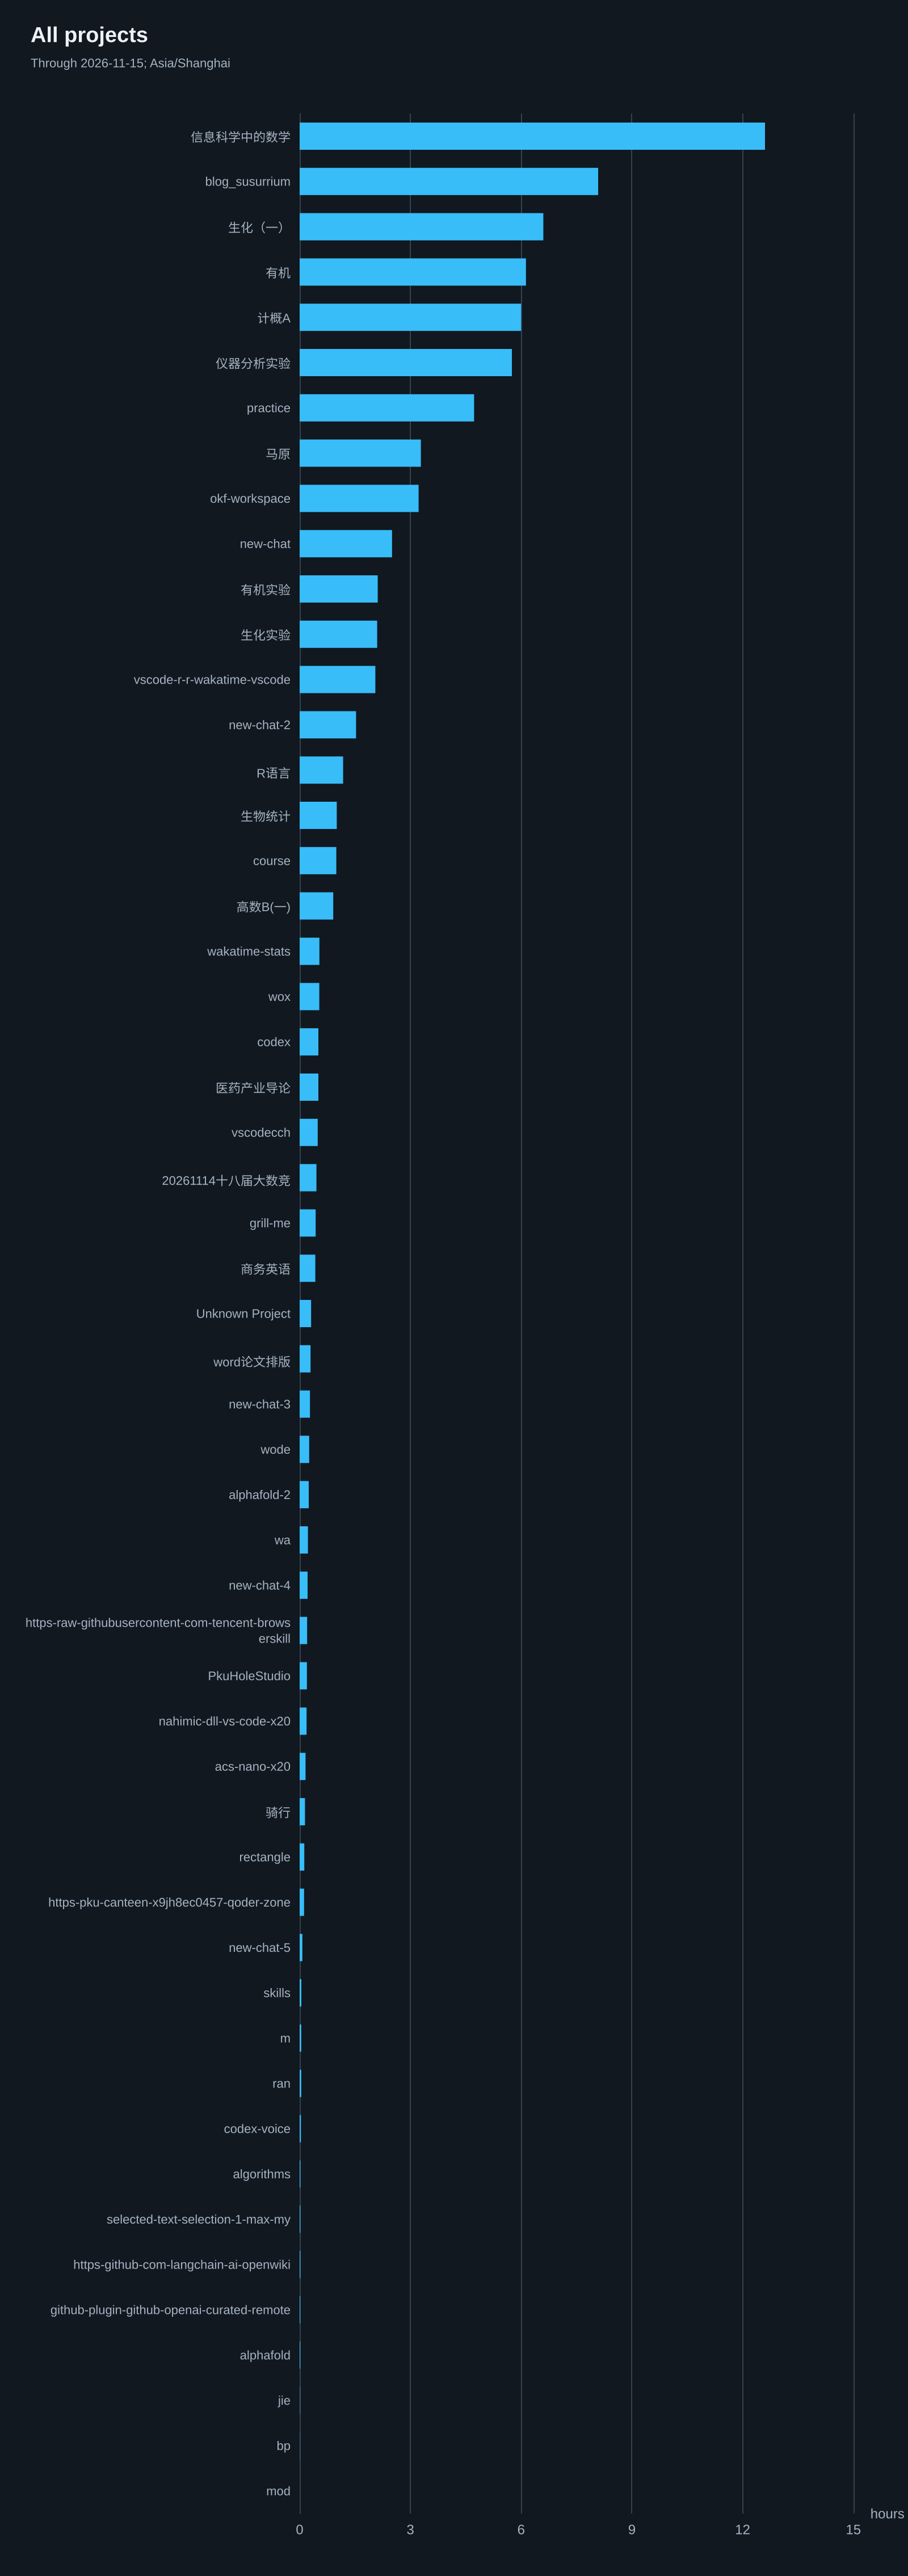 All projects
Through 2026-11-15; Asia/Shanghai
信息科学中的数学
blog_susurrium
生化（一）
有机
计概A
仪器分析实验
practice
马原
okf-workspace
new-chat
有机实验
生化实验
vscode-r-r-wakatime-vscode
new-chat-2
R语言
生物统计
course
高数B(一)
wakatime-stats
wox
codex
医药产业导论
vscodecch
20261114十八届大数竞
grill-me
商务英语
Unknown Project
word论文排版
new-chat-3
wode
alphafold-2
wa
new-chat-4
https-raw-githubusercontent-com-tencent-brows
erskill
PkuHoleStudio
nahimic-dll-vs-code-x20
acs-nano-x20
骑行
rectangle
https-pku-canteen-x9jh8ec0457-qoder-zone
new-chat-5
skills
m
ran
codex-voice
algorithms
selected-text-selection-1-max-my
https-github-com-langchain-ai-openwiki
github-plugin-github-openai-curated-remote
alphafold
jie
bp
mod
hours
0 3 6 9 12 15